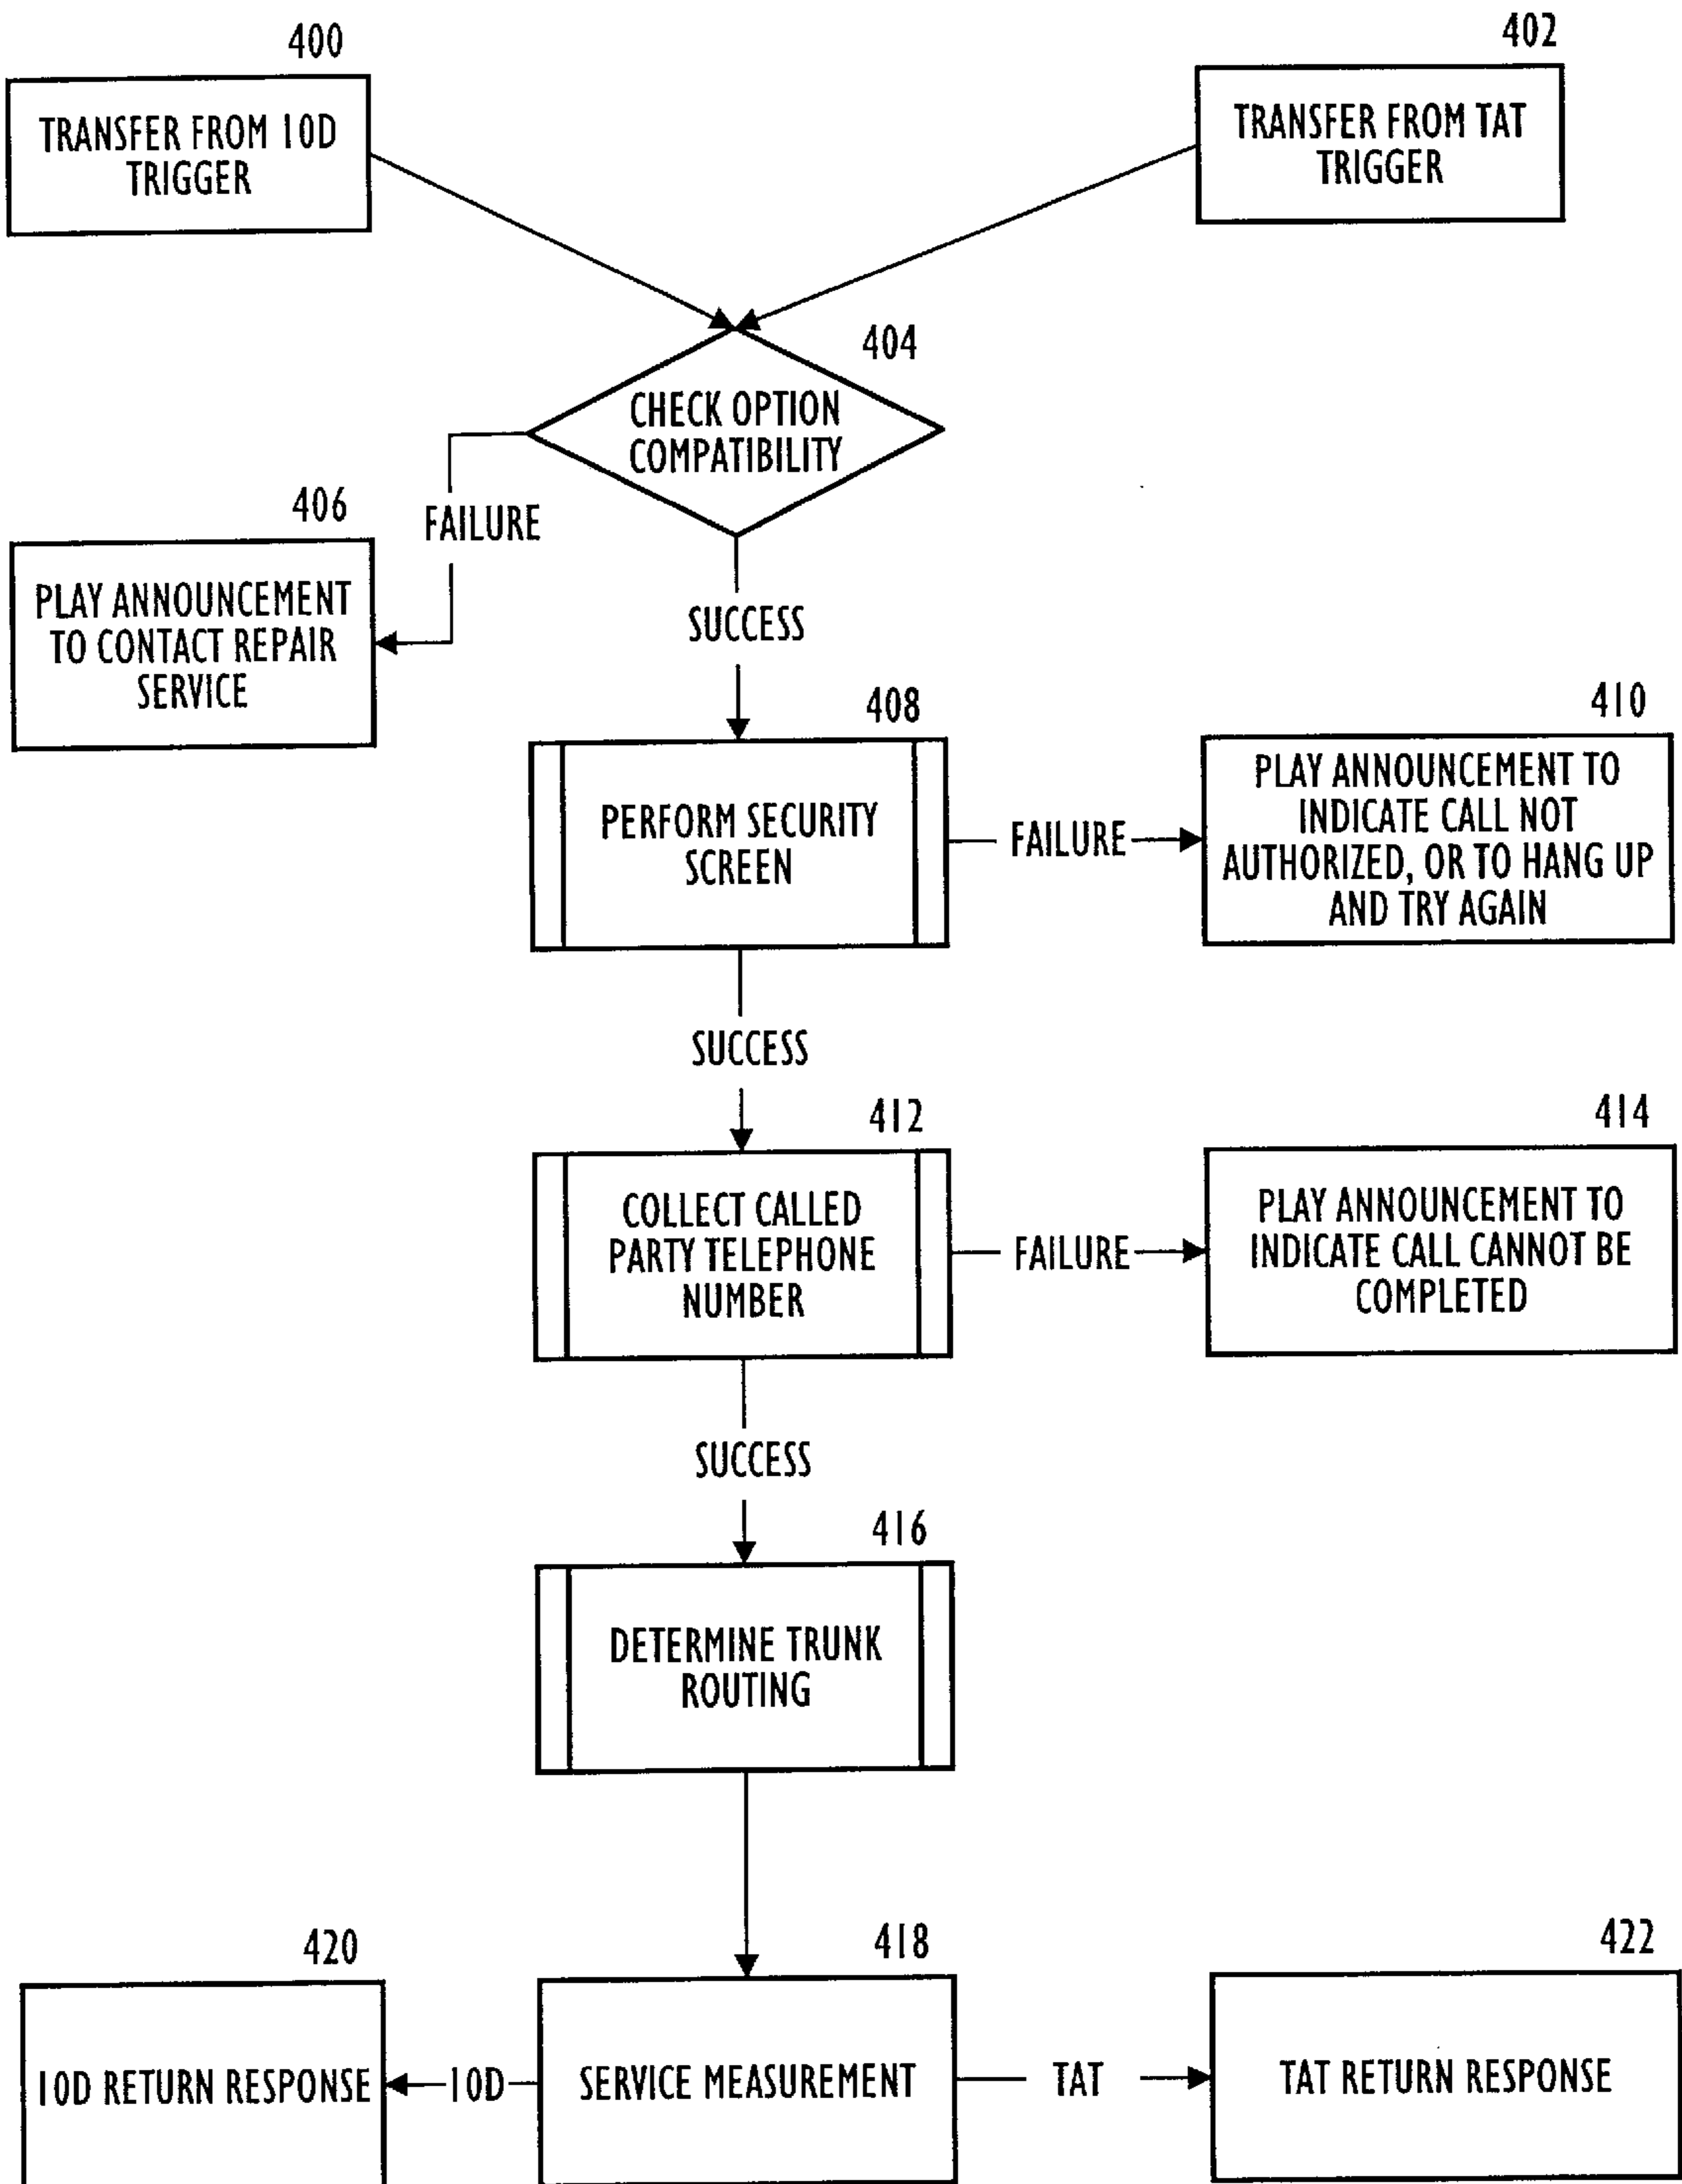 400
402
TRANSFER FROM 10D
TRIGGER
TRANSFER FROM TAT
TRIGGER
404
CHECK OPTION
COMPATIBILITY
406
FAILURE
PLAY ANNOUNCEMENT
TO CONTACT REPAIR
SERVICE
SUCCESS
408
410
PERFORM SECURITY
SCREEN
FAILURE
PLAY ANNOUNCEMENT TO
INDICATE CALL NOT
AUTHORIZED, OR TO HANG UP
AND TRY AGAIN
SUCCESS
412
414
COLLECT CALLED
PARTY TELEPHONE
NUMBER
FAILURE
PLAY ANNOUNCEMENT TO
INDICATE CALL CANNOT BE
COMPLETED
SUCCESS
416
DETERMINE TRUNK
ROUTING
420
418
422
10D RETURN RESPONSE
10D
SERVICE MEASUREMENT
TAT
TAT RETURN RESPONSE